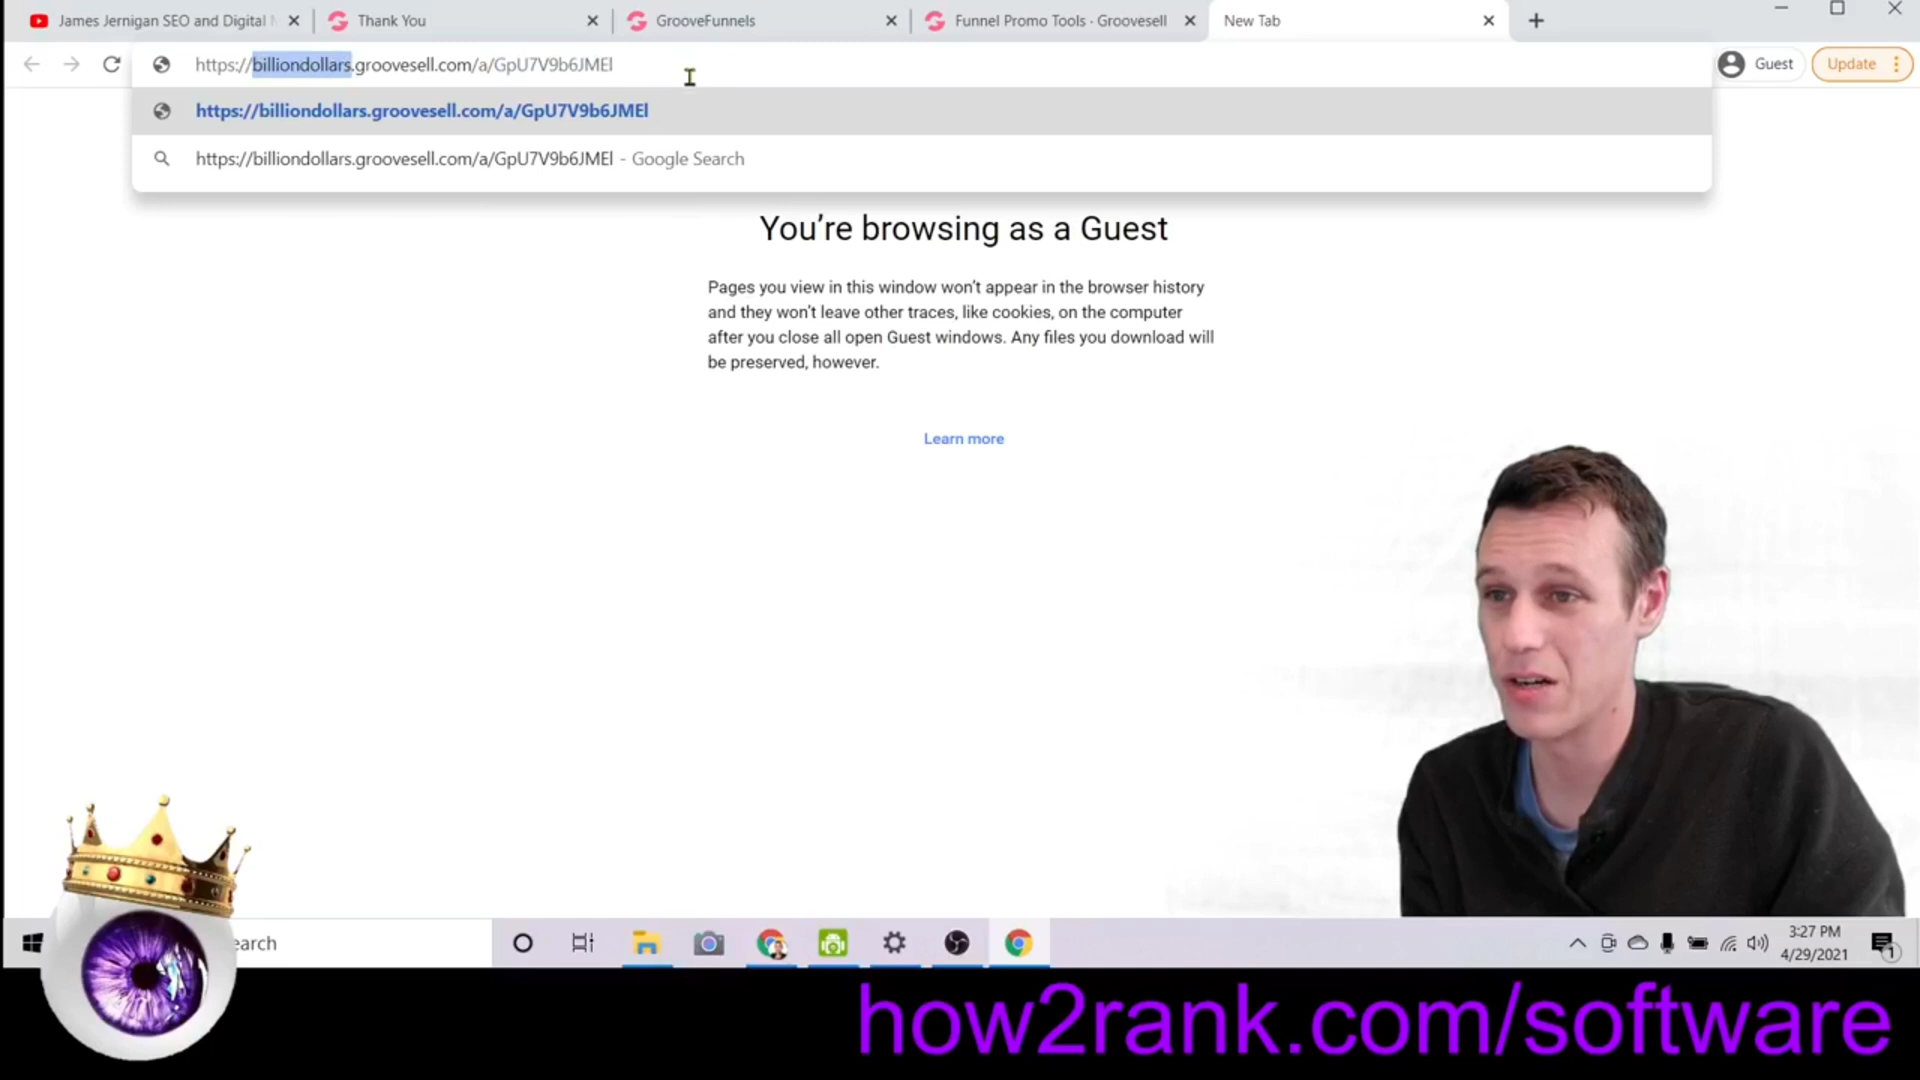 James Jernigan SEO and Digital
Thank You
GrooveFunnels
Funnel Promo Tools - Groovesell
New Tab
https://billiondollars.groovesell.com/a/GpU7V9b6JMEl
Guest
Update
https://billiondollars.groovesell.com/a/GpU7V9b6JMEl
https://billiondollars.groovesell.com/a/GpU7V9b6JMEl - Google Search
You’re browsing as a Guest
Pages you view in this window won’t appear in the browser history
and they won’t leave other traces, like cookies, on the computer
after you close all open Guest windows. Any files you download will
be preserved, however.
Learn more
earch
3:27 PM
4/29/2021
1
how2rank.com/software